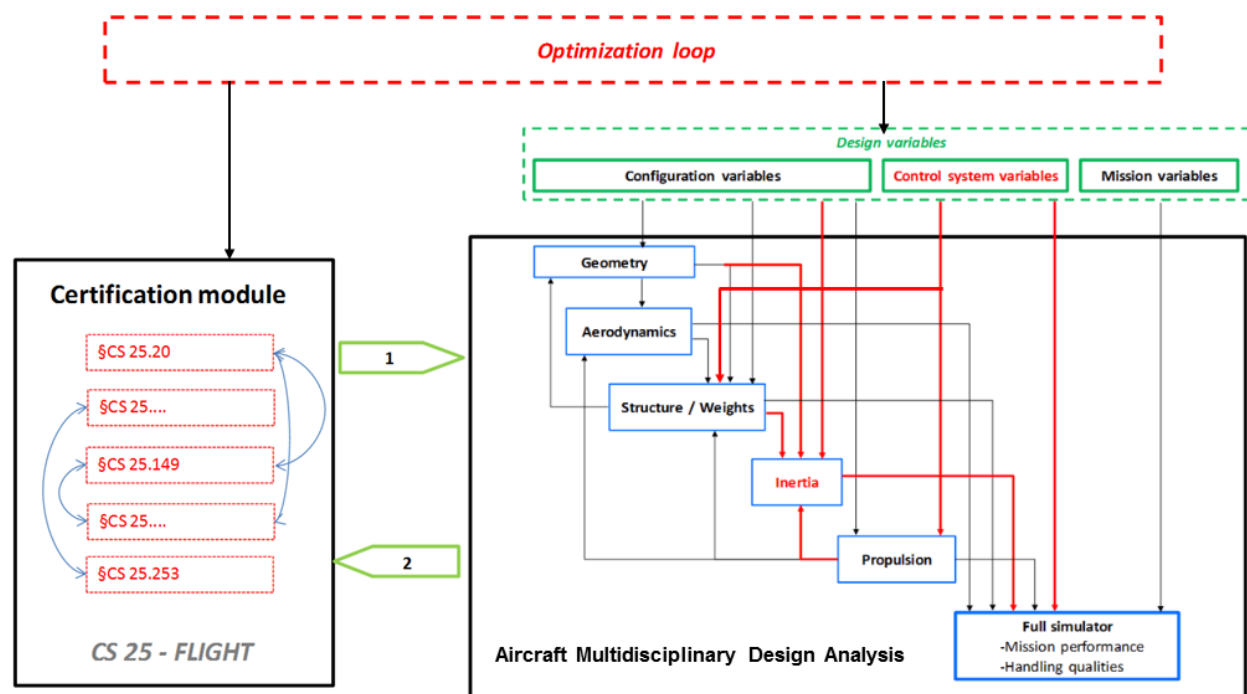 Optimization loop
Design variables
Configuration variables
Control system variables
Mission variables
Certification module
§CS 25.20
§CS 25....
§CS 25.149
§CS 25....
§CS 25.253
CS 25 - FLIGHT
1
2
Geometry
Aerodynamics
Structure / Weights
Inertia
Propulsion
Full simulator
-Mission performance
-Handling qualities
Aircraft Multidisciplinary Design Analysis